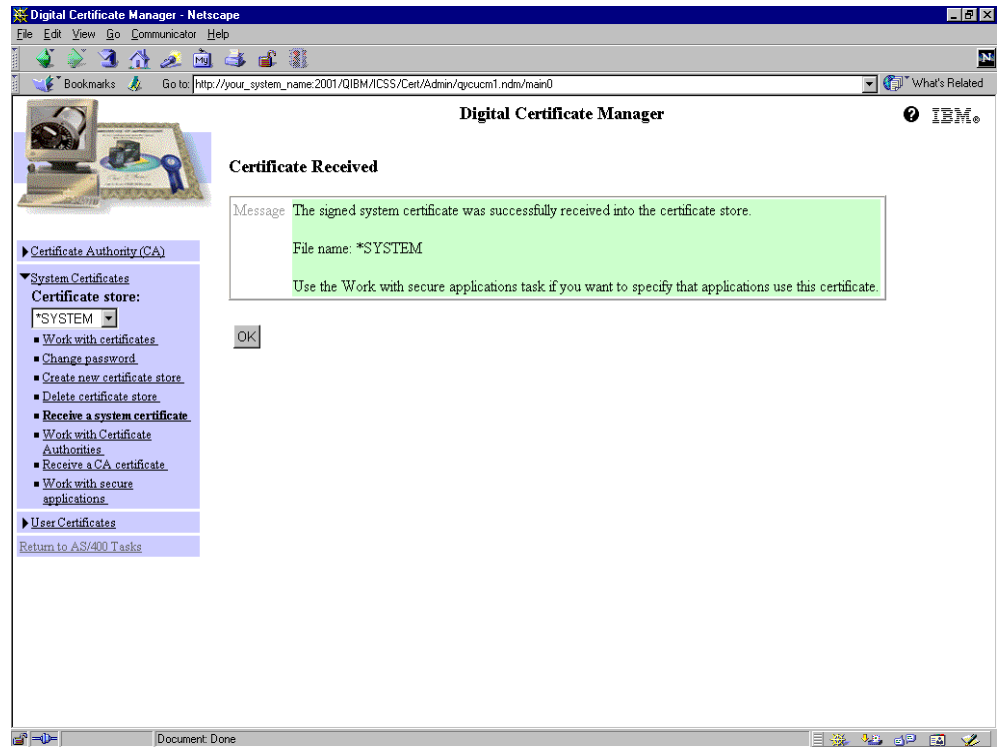 Digital Certificate Manager - Netscape
File Edit View Go Communicator Help
Bookmarks Go to: http://your_system_name:2001/QIBM/ICSS/Cert/Admin/qycucm1.ndm/main0 What's Related
Digital Certificate Manager
IBM®
Certificate Received
Message The signed system certificate was successfully received into the certificate store.
File name: *SYSTEM
Use the Work with secure applications task if you want to specify that applications use this certificate.
OK
Certificate Authority (CA)
System Certificates
Certificate store:
*SYSTEM
Work with certificates
Change password
Create new certificate store
Delete certificate store
Receive a system certificate
Work with Certificate
Authorities
Receive a CA certificate
Work with secure
applications
User Certificates
Return to AS/400 Tasks
Document: Done